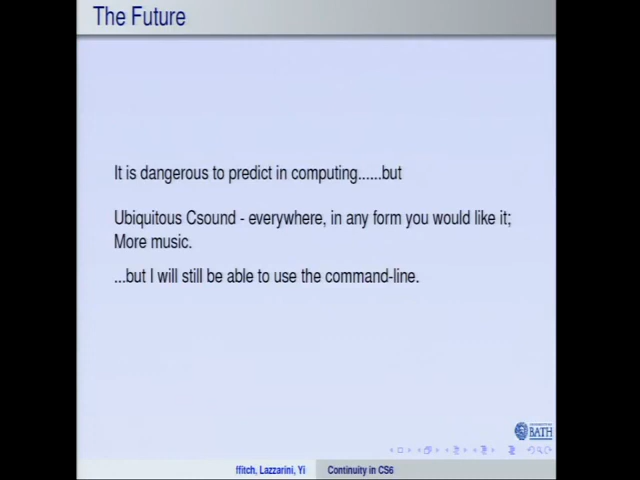 The Future
It is dangerous to predict in computing......but
Ubiquitous Csound - everywhere, in any form you would like it;
More music.
...but I will still be able to use the command-line.
BATH
ffitch, Lazzarini, Yi
Continuity in CS6